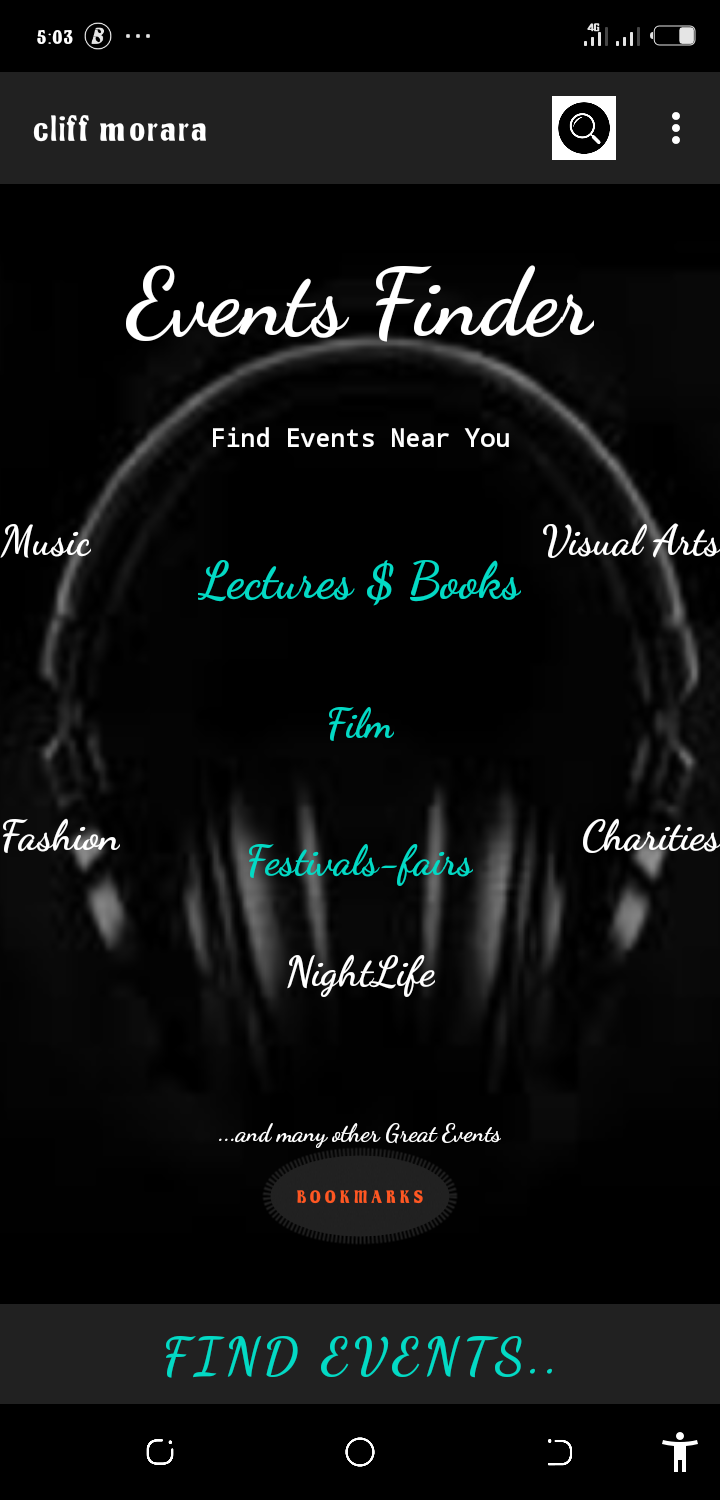 5:03
4G
cliff morara
Events Finder
Find Events Near You
Music
Visual Arts
Lectures $ Books
Film
Fashion
Charities
Festivals-fairs
NightLife
...and many other Great Events
BOOKMARKS
FIND EVENTS..